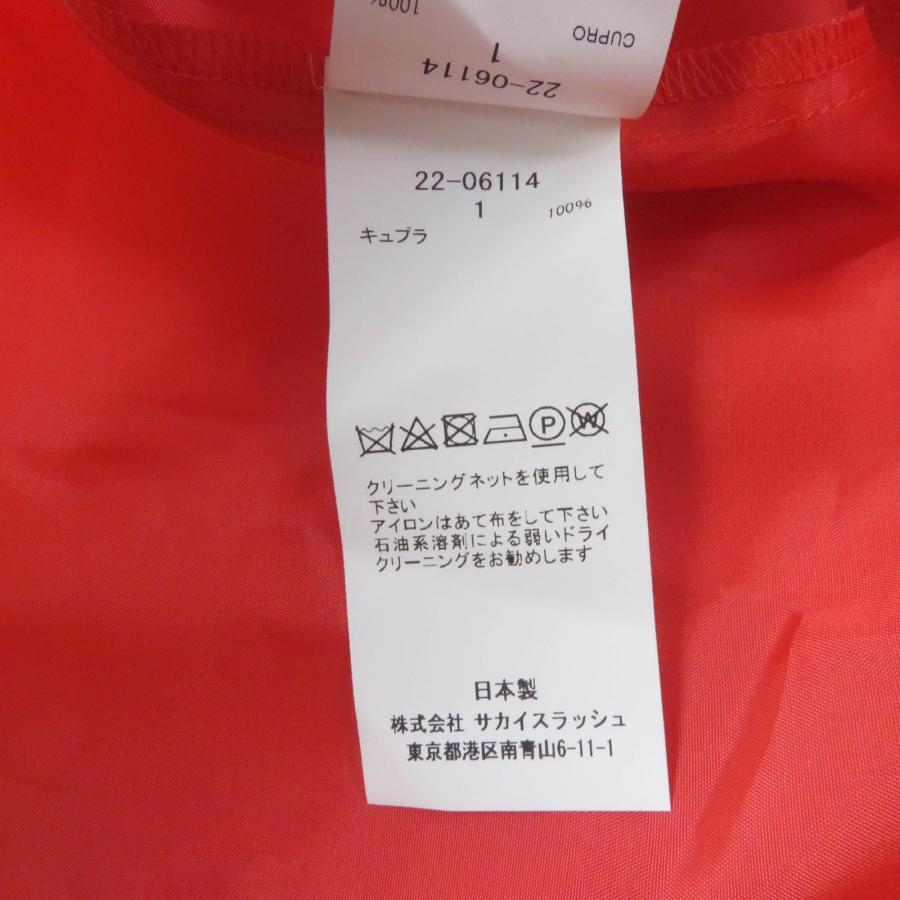 100%
CUPRO
1
22-06114
22-06114
1 100%
キュプラ
クリーニングネットを使用して
下さい
アイロンはあて布をして下さい
石油系溶剤による弱いドライ
クリーニングをお勧めします
日本製
株式会社 サカイスラッシュ
東京都港区南青山6-11-1